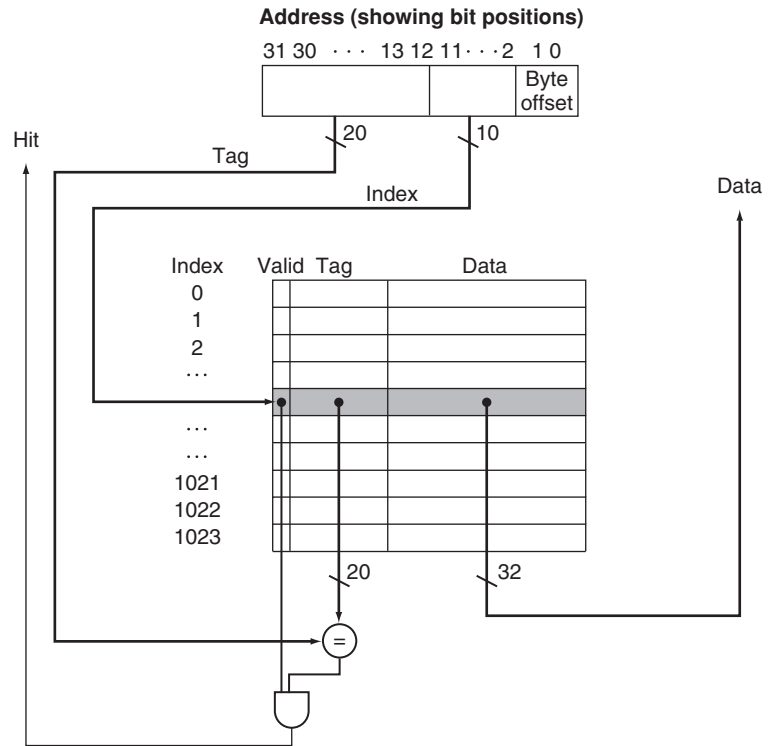 Address (showing bit positions)
31 30 · · · 13 12 11 · · · 2 1 0
Byte
offset
20
10
Hit
Tag
Index
Data
Index Valid Tag Data
0
1
2
· · ·
· · ·
· · ·
1021
1022
1023
20
32
=